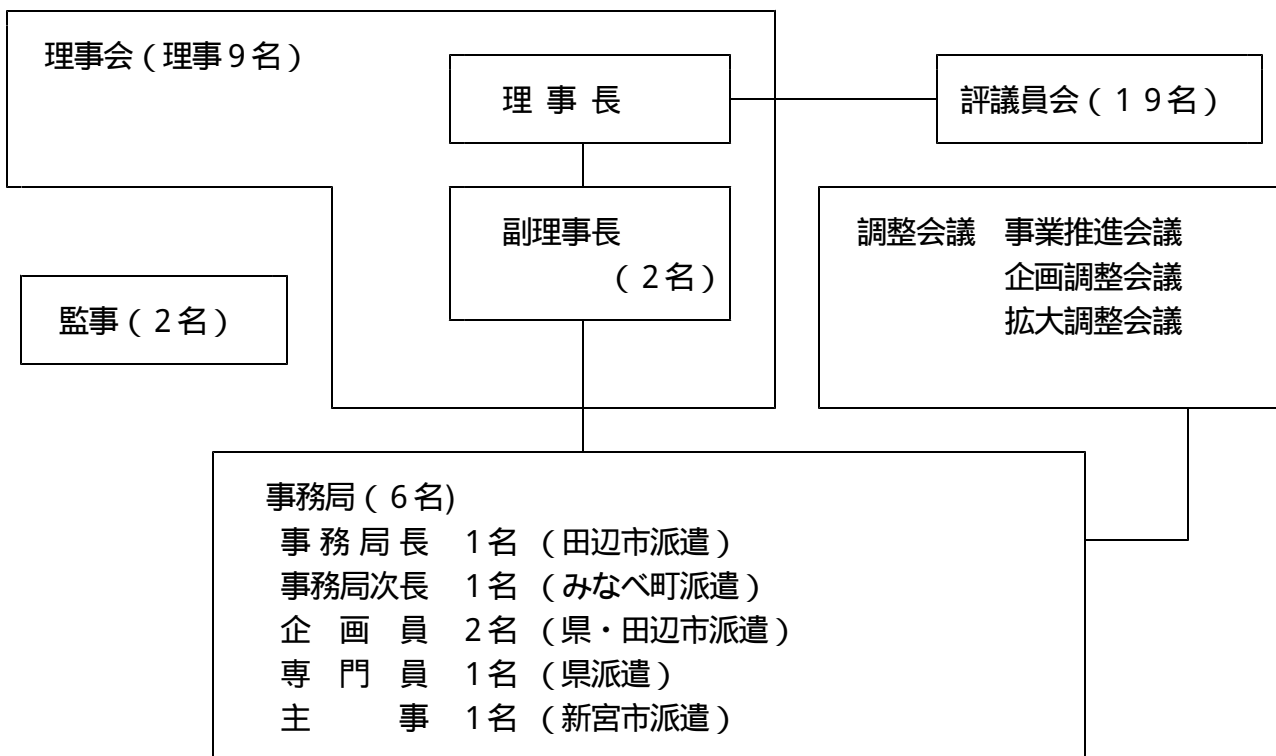 理事会(理事9名)
理 事 長
評議員会(19名)
副理事長
(2名)
調整会議 事業推進会議
企画調整会議
拡大調整会議
監事(2名)
事務局(6名)
事 務 局 長 1名 (田辺市派遣)
事務局次長 1名 (みなべ町派遣)
企 画 員 2名 (県・田辺市派遣)
専 門 員 1名 (県派遣)
主 事 1名 (新宮市派遣)